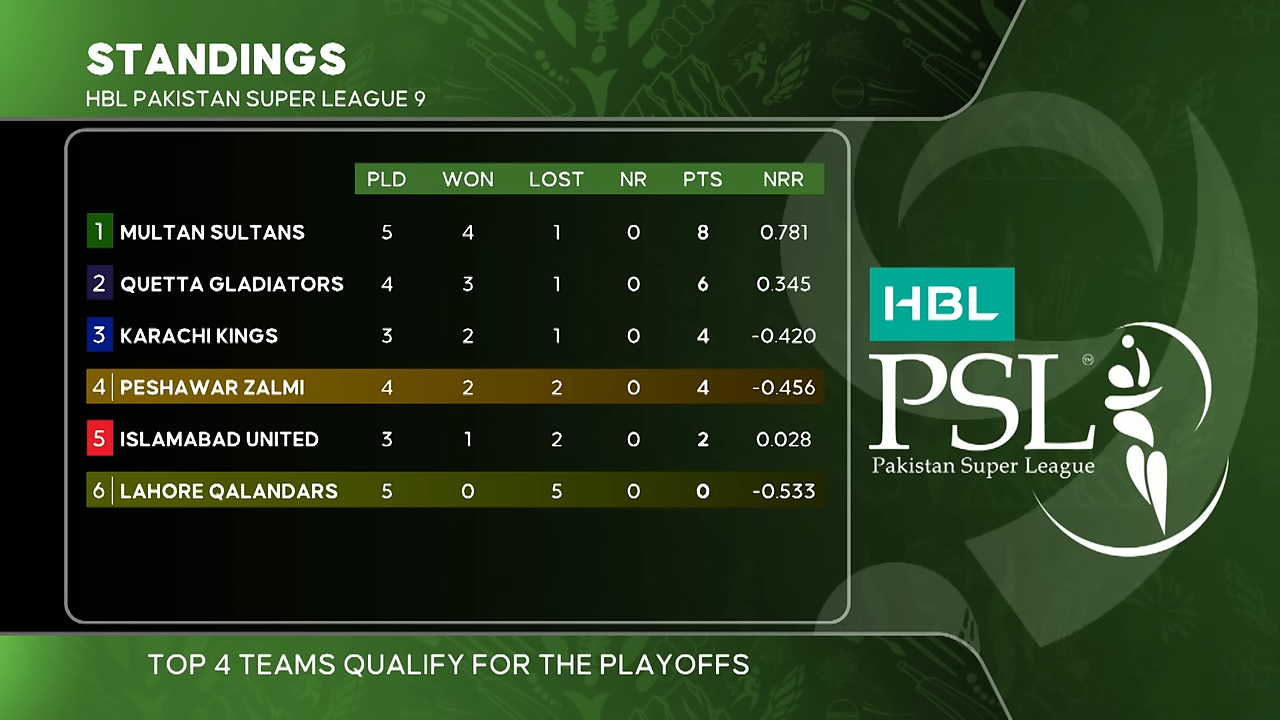 STANDINGS
HBL PAKISTAN SUPER LEAGUE 9
PLD WON LOST NR PTS NRR
1 MULTAN SULTANS 5 4 1 0 8 0.781
2 QUETTA GLADIATORS 4 3 1 0 6 0.345
3 KARACHI KINGS 3 2 1 0 4 -0.420
4 PESHAWAR ZALMI 4 2 2 0 4 -0.456
5 ISLAMABAD UNITED 3 1 2 0 2 0.028
6 LAHORE QALANDARS 5 0 5 0 0 -0.533
HBL
PSL™
Pakistan Super League
TOP 4 TEAMS QUALIFY FOR THE PLAYOFFS